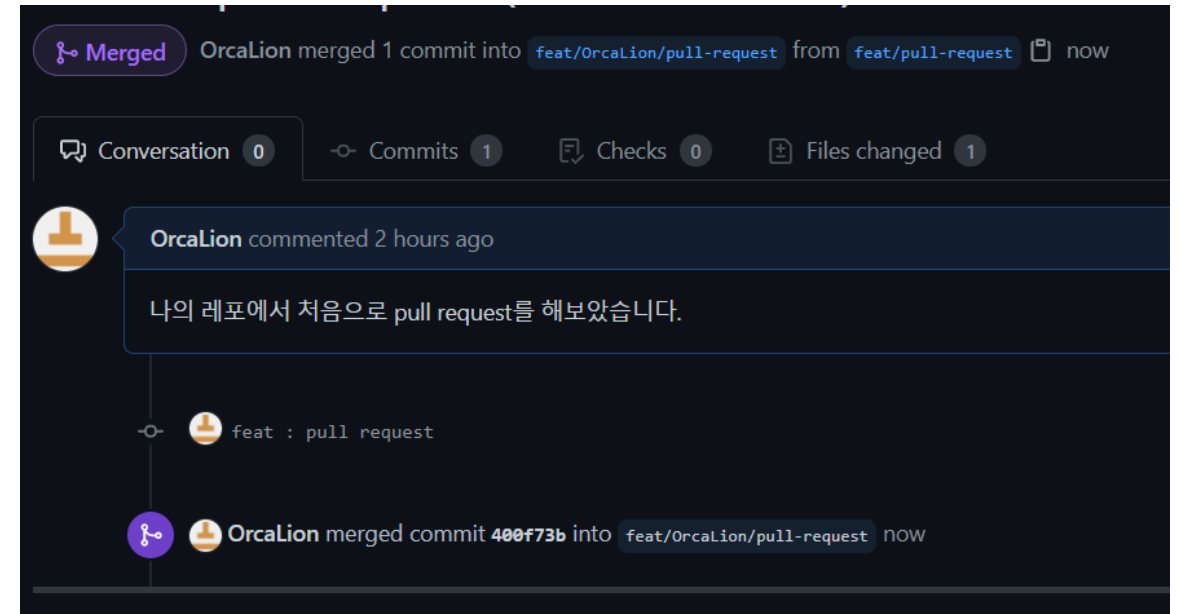 Merged OrcaLion merged 1 commit into feat/OrcaLion/pull-request from feat/pull-request now
Conversation 0 Commits 1 Checks 0 Files changed 1
OrcaLion commented 2 hours ago
나의 레포에서 처음으로 pull request를 해보았습니다.
feat : pull request
OrcaLion merged commit 400f73b into feat/OrcaLion/pull-request now